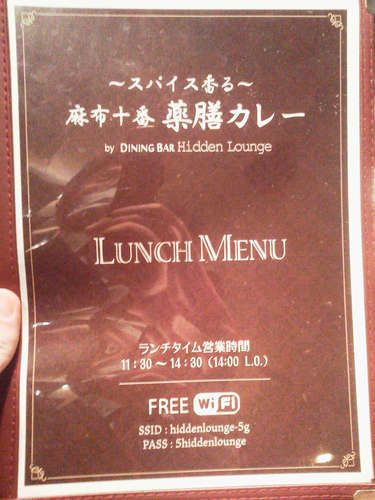 ～スパイス香る～
麻布十番 薬膳カレー
by DINING BAR Hidden Lounge
LUNCH MENU
ランチタイム営業時間
11:30～14:30 (14:00 L.O.)
FREE WiFi
SSID : hiddenlounge-5g
PASS : 5hiddenlounge